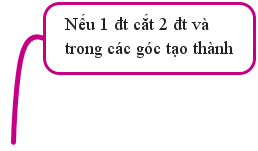 Nếu 1 đt cắt 2 đt và
trong các góc tạo thành